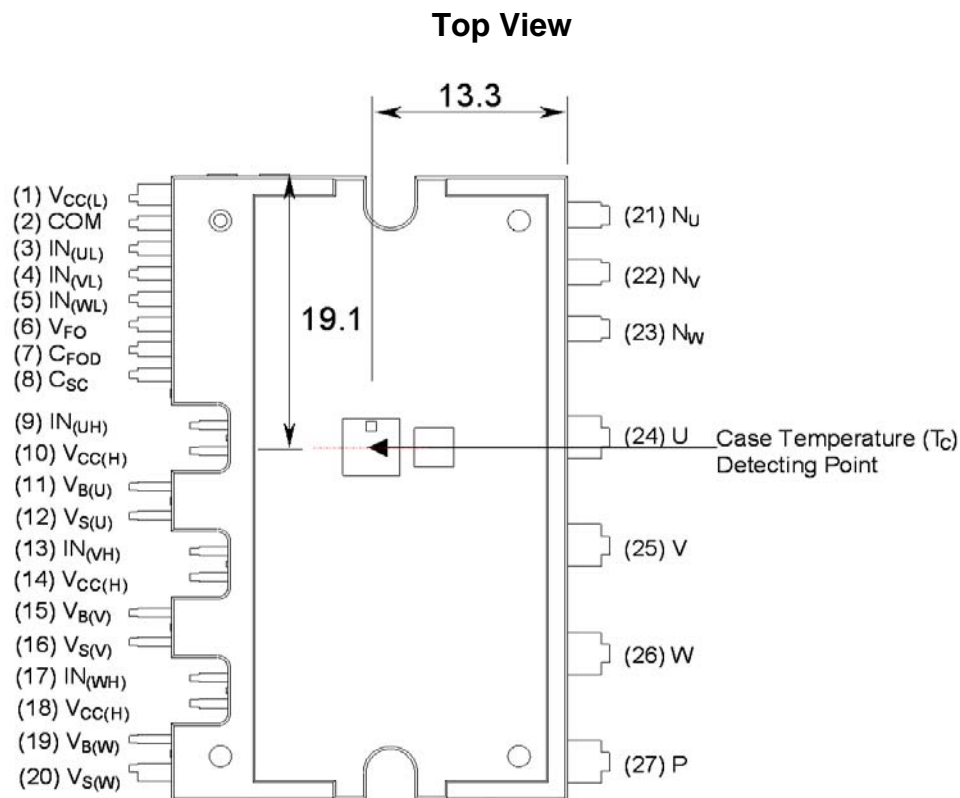 Top View
13.3
19.1
(1) VCC(L)
(2) COM
(3) IN(UL)
(4) IN(VL)
(5) IN(WL)
(6) VFO
(7) CFOD
(8) CSC
(9) IN(UH)
(10) VCC(H)
(11) VB(U)
(12) VS(U)
(13) IN(VH)
(14) VCC(H)
(15) VB(V)
(16) VS(V)
(17) IN(WH)
(18) VCC(H)
(19) VB(W)
(20) VS(W)
(21) NU
(22) NV
(23) NW
(24) U
(25) V
(26) W
(27) P
Case Temperature (TC)
Detecting Point